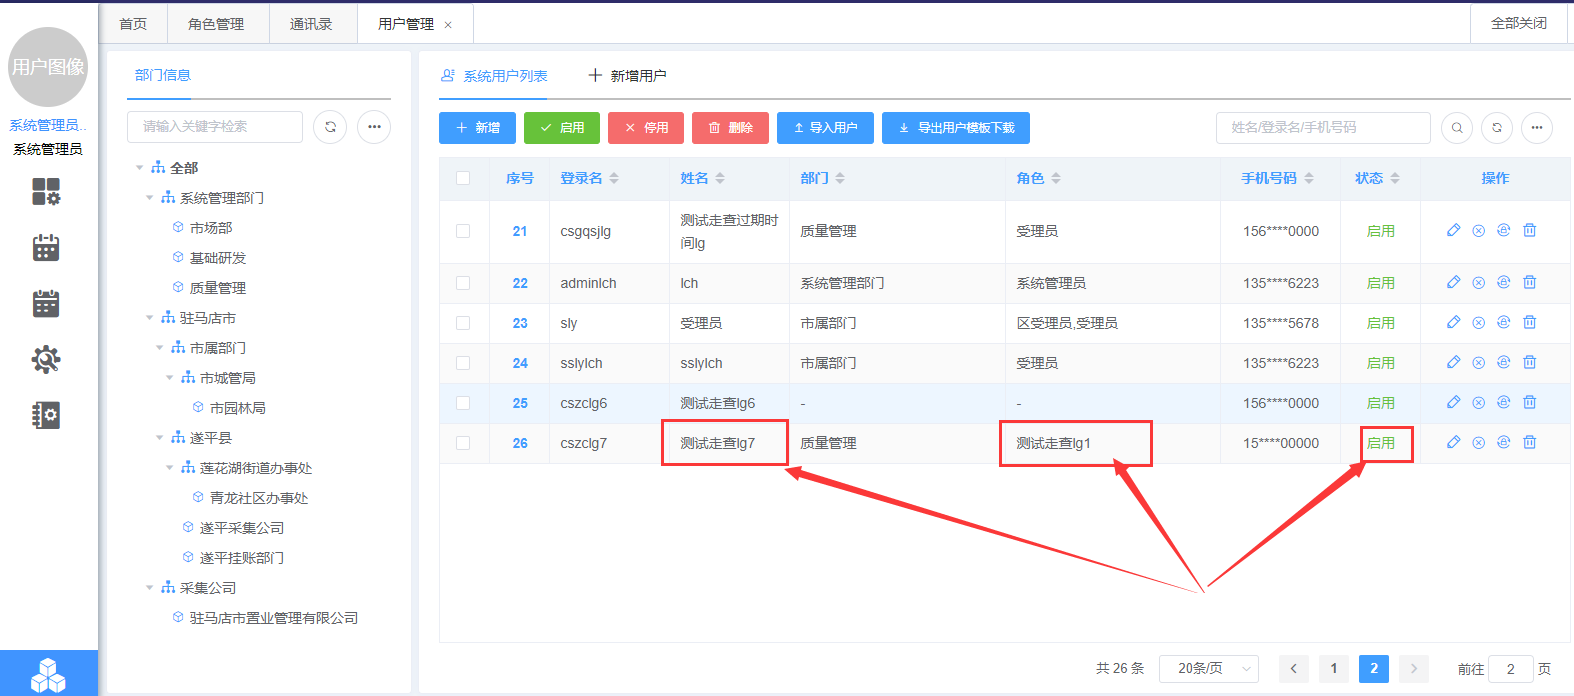 首页
角色管理
通讯录
用户管理 ×
全部关闭
用户图像
系统管理员..
系统管理员
部门信息
请输入关键字检索
全部
系统管理部门
市场部
基础研发
质量管理
驻马店市
市属部门
市城管局
市园林局
遂平县
莲花湖街道办事处
青龙社区办事处
遂平采集公司
遂平挂账部门
采集公司
驻马店市置业管理有限公司
系统用户列表
新增用户
新增
启用
停用
删除
导入用户
导出用户模板下载
姓名/登录名/手机号码
序号 登录名 姓名 部门 角色 手机号码 状态 操作
21 csgqsjlg 测试走查过期时间lg 质量管理 受理员 156****0000 启用
22 adminlch lch 系统管理部门 系统管理员 135****6223 启用
23 sly 受理员 市属部门 区受理员,受理员 135****5678 启用
24 sslylch sslylch 市属部门 受理员 135****6223 启用
25 cszclg6 测试走查lg6 - - 156****0000 启用
26 cszclg7 测试走查lg7 质量管理 测试走查lg1 15****00000 启用
共 26 条 20条/页 1 2 前往 2 页